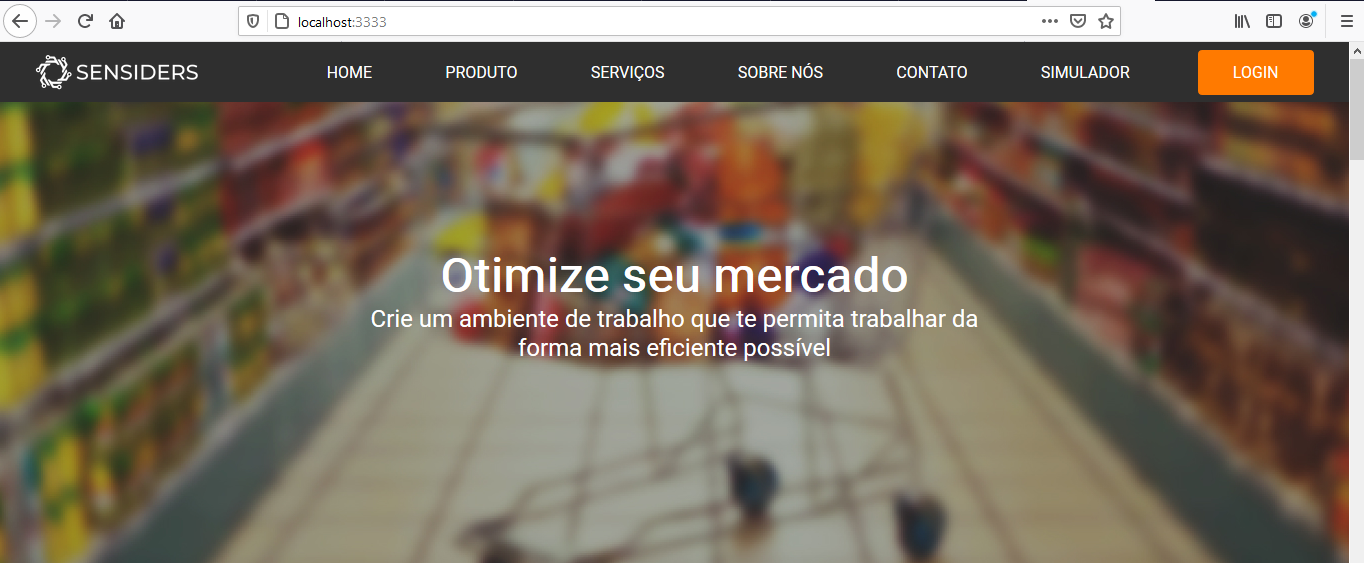 localhost:3333
SENSIDERS
HOME
PRODUTO
SERVIÇOS
SOBRE NÓS
CONTATO
SIMULADOR
LOGIN
Otimize seu mercado
Crie um ambiente de trabalho que te permita trabalhar da
forma mais eficiente possível